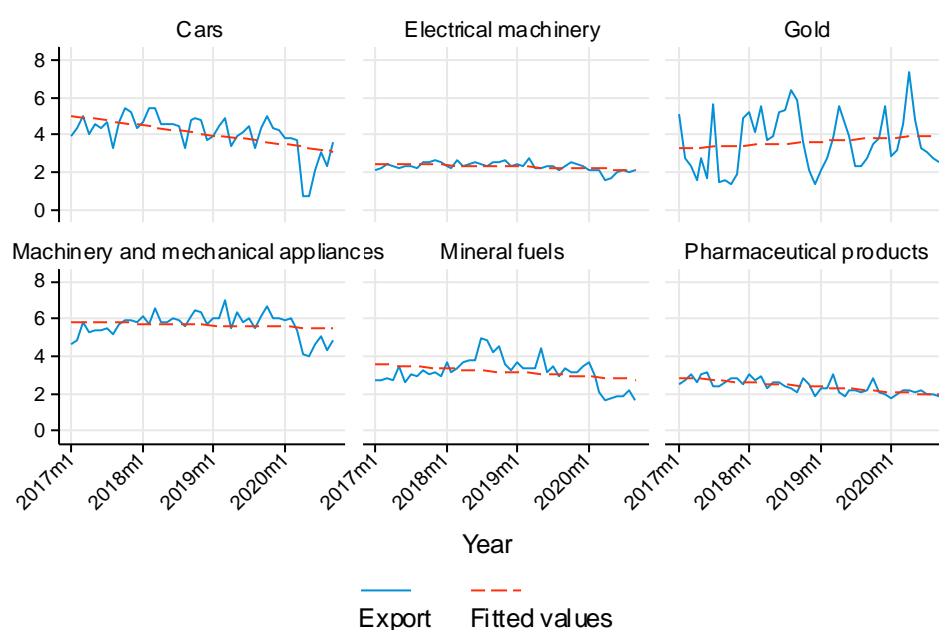 Cars
Electrical machinery
Gold
8
6
4
2
0
Machinery and mechanical appliances
Mineral fuels
Pharmaceutical products
8
6
4
2
0
2017m1
2018m1
2019m1
2020m1
2017m1
2018m1
2019m1
2020m1
2017m1
2018m1
2019m1
2020m1
Year
Export
Fitted values